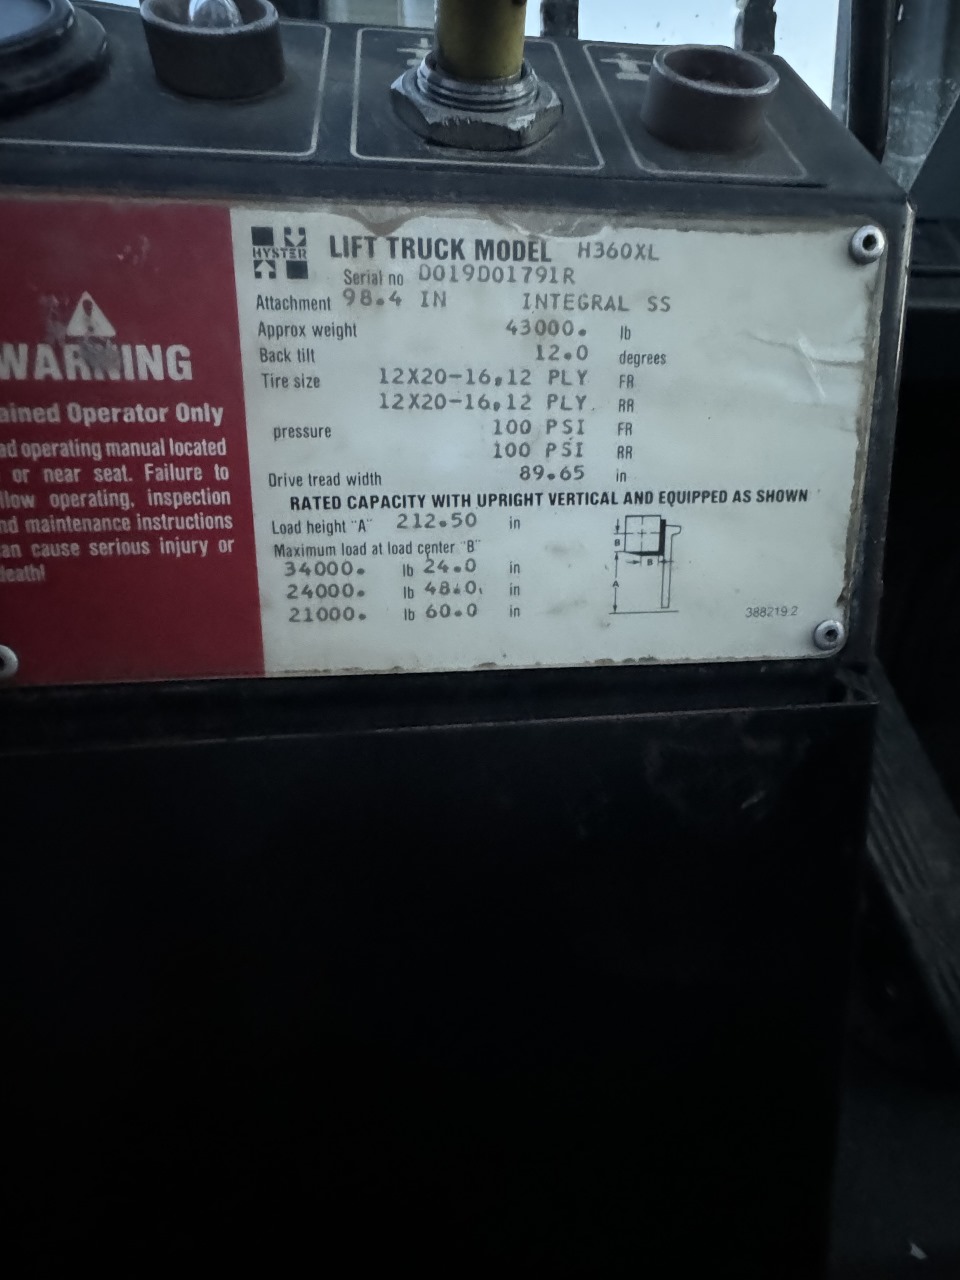 HYSTER
LIFT TRUCK MODEL H360XL
Serial no D019D01791R
Attachment 98.4 IN INTEGRAL SS
Approx weight 43000. lb
Back tilt 12.0 degrees
Tire size 12X20-16,12 PLY FR
12X20-16,12 PLY RR
pressure 100 PSI FR
100 PSI RR
Drive tread width 89.65 in
RATED CAPACITY WITH UPRIGHT VERTICAL AND EQUIPPED AS SHOWN
Load height "A" 212.50 in
Maximum load at load center "B"
34000. lb 24.0 in
24000. lb 48.0 in
21000. lb 60.0 in
B
B
A
388219 2
WARNING
ained Operator Only
ad operating manual located
or near seat. Failure to
llow operating, inspection
nd maintenance instructions
an cause serious injury or
death!